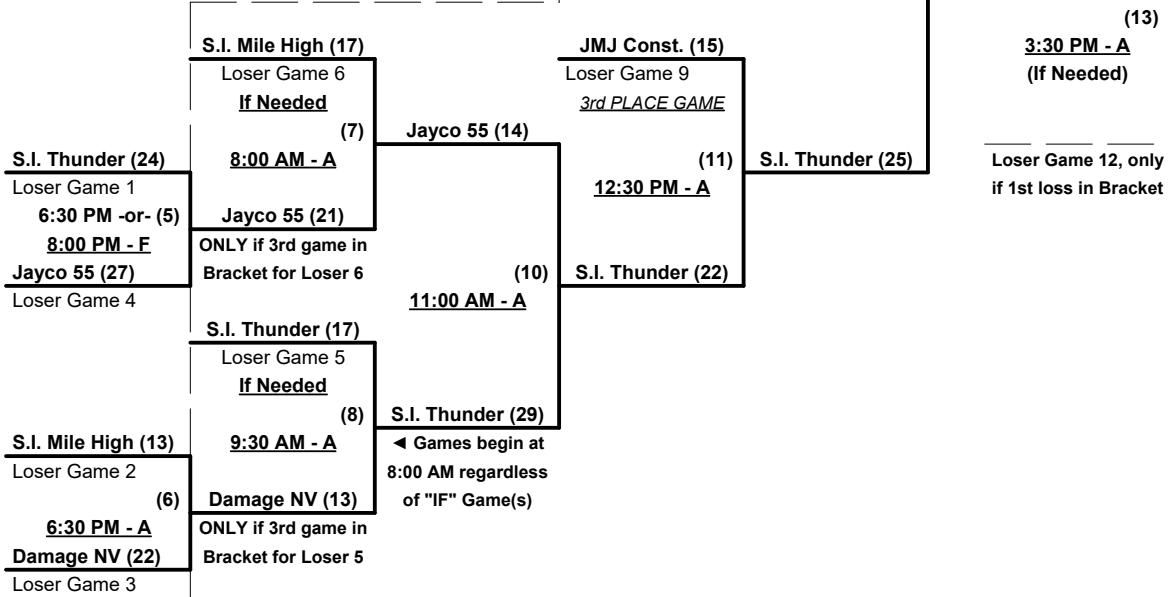 S.I. Mile High (17)
Loser Game 6
If Needed
(7)
8:00 AM - A
S.I. Thunder (24)
Loser Game 1
6:30 PM -or- (5)
8:00 PM - F
Jayco 55 (27)
Loser Game 4
Jayco 55 (21)
ONLY if 3rd game in
Bracket for Loser 6
S.I. Thunder (17)
Loser Game 5
If Needed
(8)
9:30 AM - A
S.I. Mile High (13)
Loser Game 2
(6)
6:30 PM - A
Damage NV (22)
Loser Game 3
Damage NV (13)
ONLY if 3rd game in
Bracket for Loser 5
Jayco 55 (14)
(10)
11:00 AM - A
S.I. Thunder (29)
◄ Games begin at
8:00 AM regardless
of "IF" Game(s)
JMJ Const. (15)
Loser Game 9
3rd PLACE GAME
(11)
12:30 PM - A
S.I. Thunder (22)
S.I. Thunder (25)
(13)
3:30 PM - A
(If Needed)
Loser Game 12, only
if 1st loss in Bracket